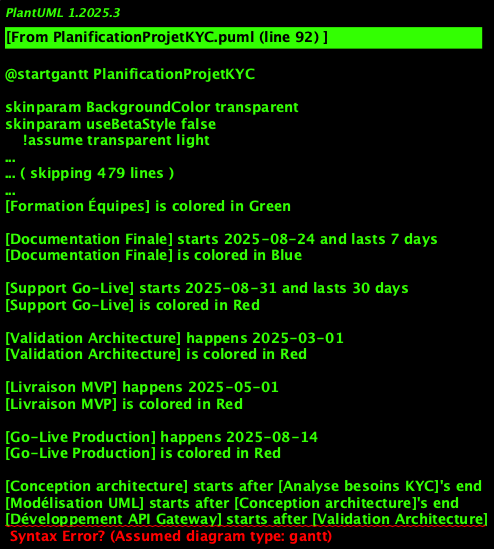 PlantUML 1.2025.3
[From PlanificationProjetKYC.puml (line 92) ]
@startgantt PlanificationProjetKYC
skinparam BackgroundColor transparent
skinparam useBetaStyle false
!assume transparent light
...
... ( skipping 479 lines )
...
[Formation Équipes] is colored in Green
[Documentation Finale] starts 2025-08-24 and lasts 7 days
[Documentation Finale] is colored in Blue
[Support Go-Live] starts 2025-08-31 and lasts 30 days
[Support Go-Live] is colored in Red
[Validation Architecture] happens 2025-03-01
[Validation Architecture] is colored in Red
[Livraison MVP] happens 2025-05-01
[Livraison MVP] is colored in Red
[Go-Live Production] happens 2025-08-14
[Go-Live Production] is colored in Red
[Conception architecture] starts after [Analyse besoins KYC]'s end
[Modélisation UML] starts after [Conception architecture]'s end
[Développement API Gateway] starts after [Validation Architecture]
Syntax Error? (Assumed diagram type: gantt)